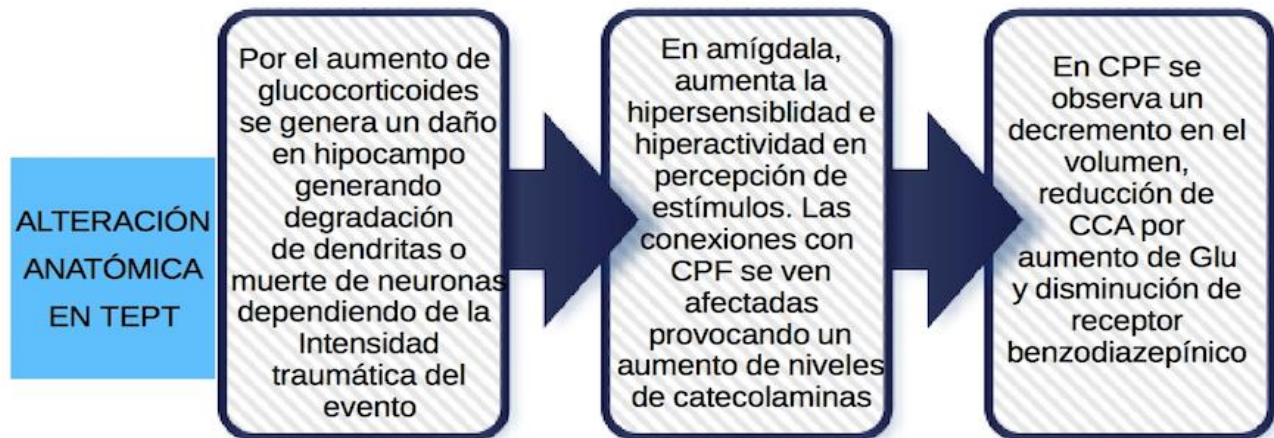 ALTERACIÓN
ANATÓMICA
EN TEPT
Por el aumento de
glucocorticoides
se genera un daño
en hipocampo
generando
degradación
de dendritas o
muerte de neuronas
dependiendo de la
Intensidad
traumática del
evento
En amígdala,
aumenta la
hipersensiblidad e
hiperactividad en
percepción de
estímulos. Las
conexiones con
CPF se ven
afectadas
provocando un
aumento de niveles
de catecolaminas
En CPF se
observa un
decremento en el
volumen,
reducción de
CCA por
aumento de Glu
y disminución de
receptor
benzodiazepínico